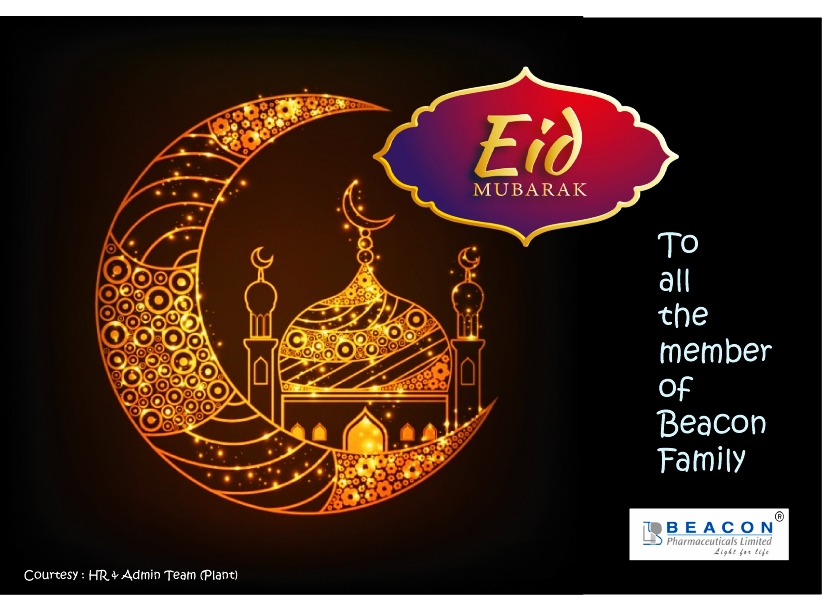 Eid
MUBARAK
To
all
the
member
of
Beacon
Family
BEACON®
Pharmaceuticals Limited
Light for life
Courtesy : HR & Admin Team (Plant)